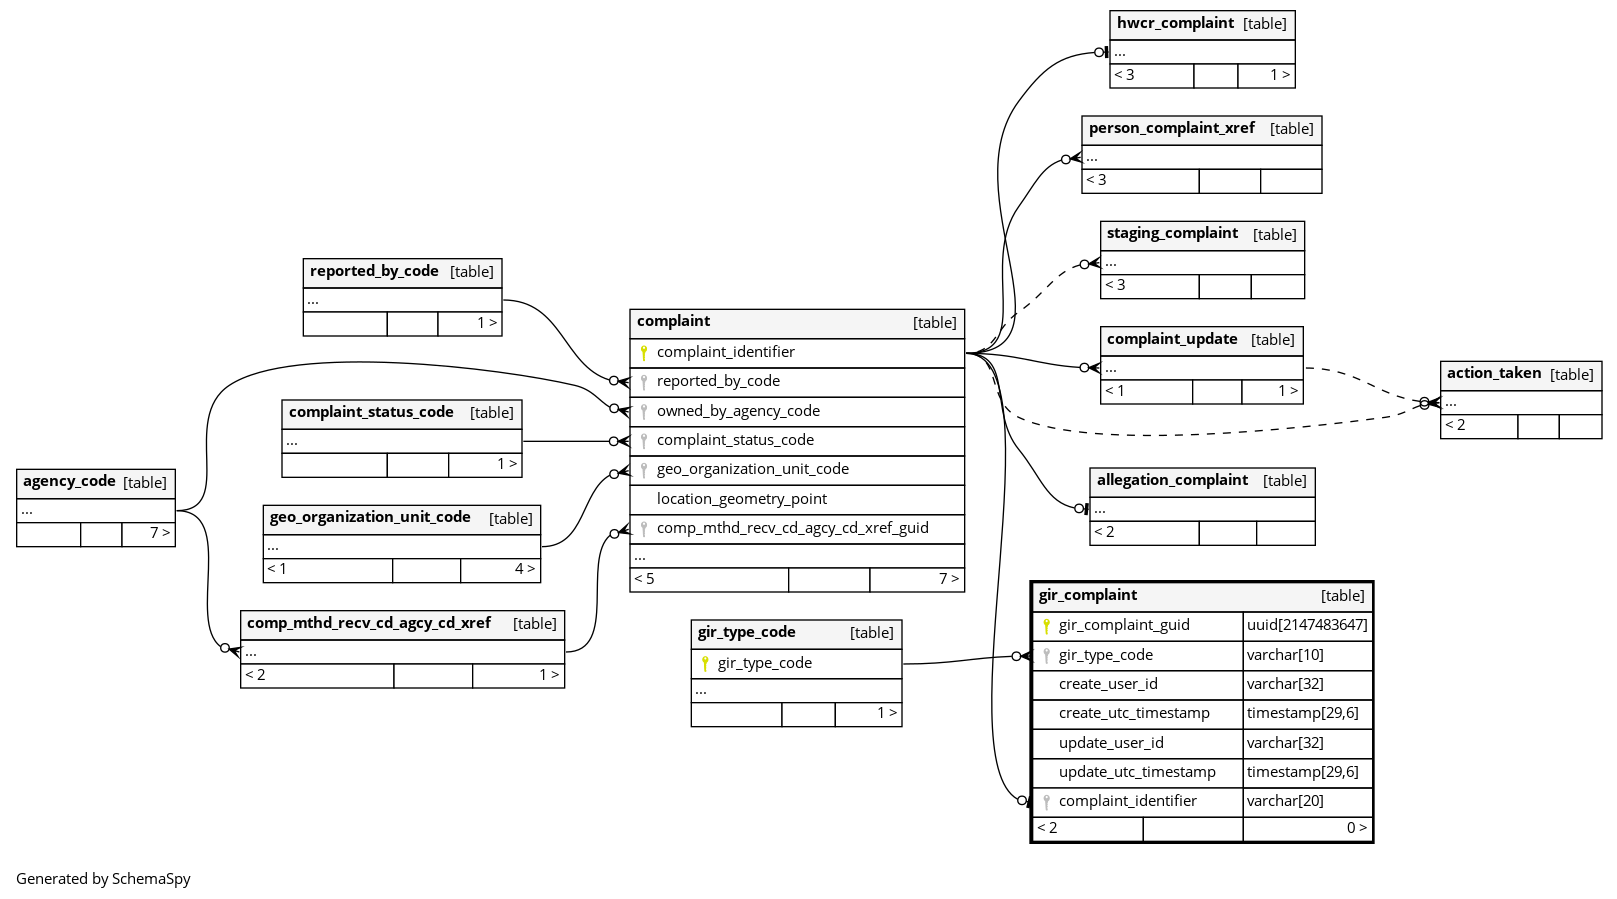 hwcr_complaint [table]
...
< 3 1 >
person_complaint_xref [table]
...
< 3
staging_complaint [table]
...
< 3
reported_by_code [table]
...
1 >
complaint [table]
complaint_identifier
reported_by_code
owned_by_agency_code
complaint_status_code
geo_organization_unit_code
location_geometry_point
comp_mthd_recv_cd_agcy_cd_xref_guid
...
< 5 7 >
complaint_update [table]
...
< 1 1 >
action_taken [table]
...
< 2
complaint_status_code [table]
...
1 >
agency_code [table]
...
7 >
geo_organization_unit_code [table]
...
< 1 4 >
allegation_complaint [table]
...
< 2
comp_mthd_recv_cd_agcy_cd_xref [table]
...
< 2 1 >
gir_type_code [table]
gir_type_code
...
1 >
gir_complaint [table]
gir_complaint_guid uuid[2147483647]
gir_type_code varchar[10]
create_user_id varchar[32]
create_utc_timestamp timestamp[29,6]
update_user_id varchar[32]
update_utc_timestamp timestamp[29,6]
complaint_identifier varchar[20]
< 2 0 >
Generated by SchemaSpy